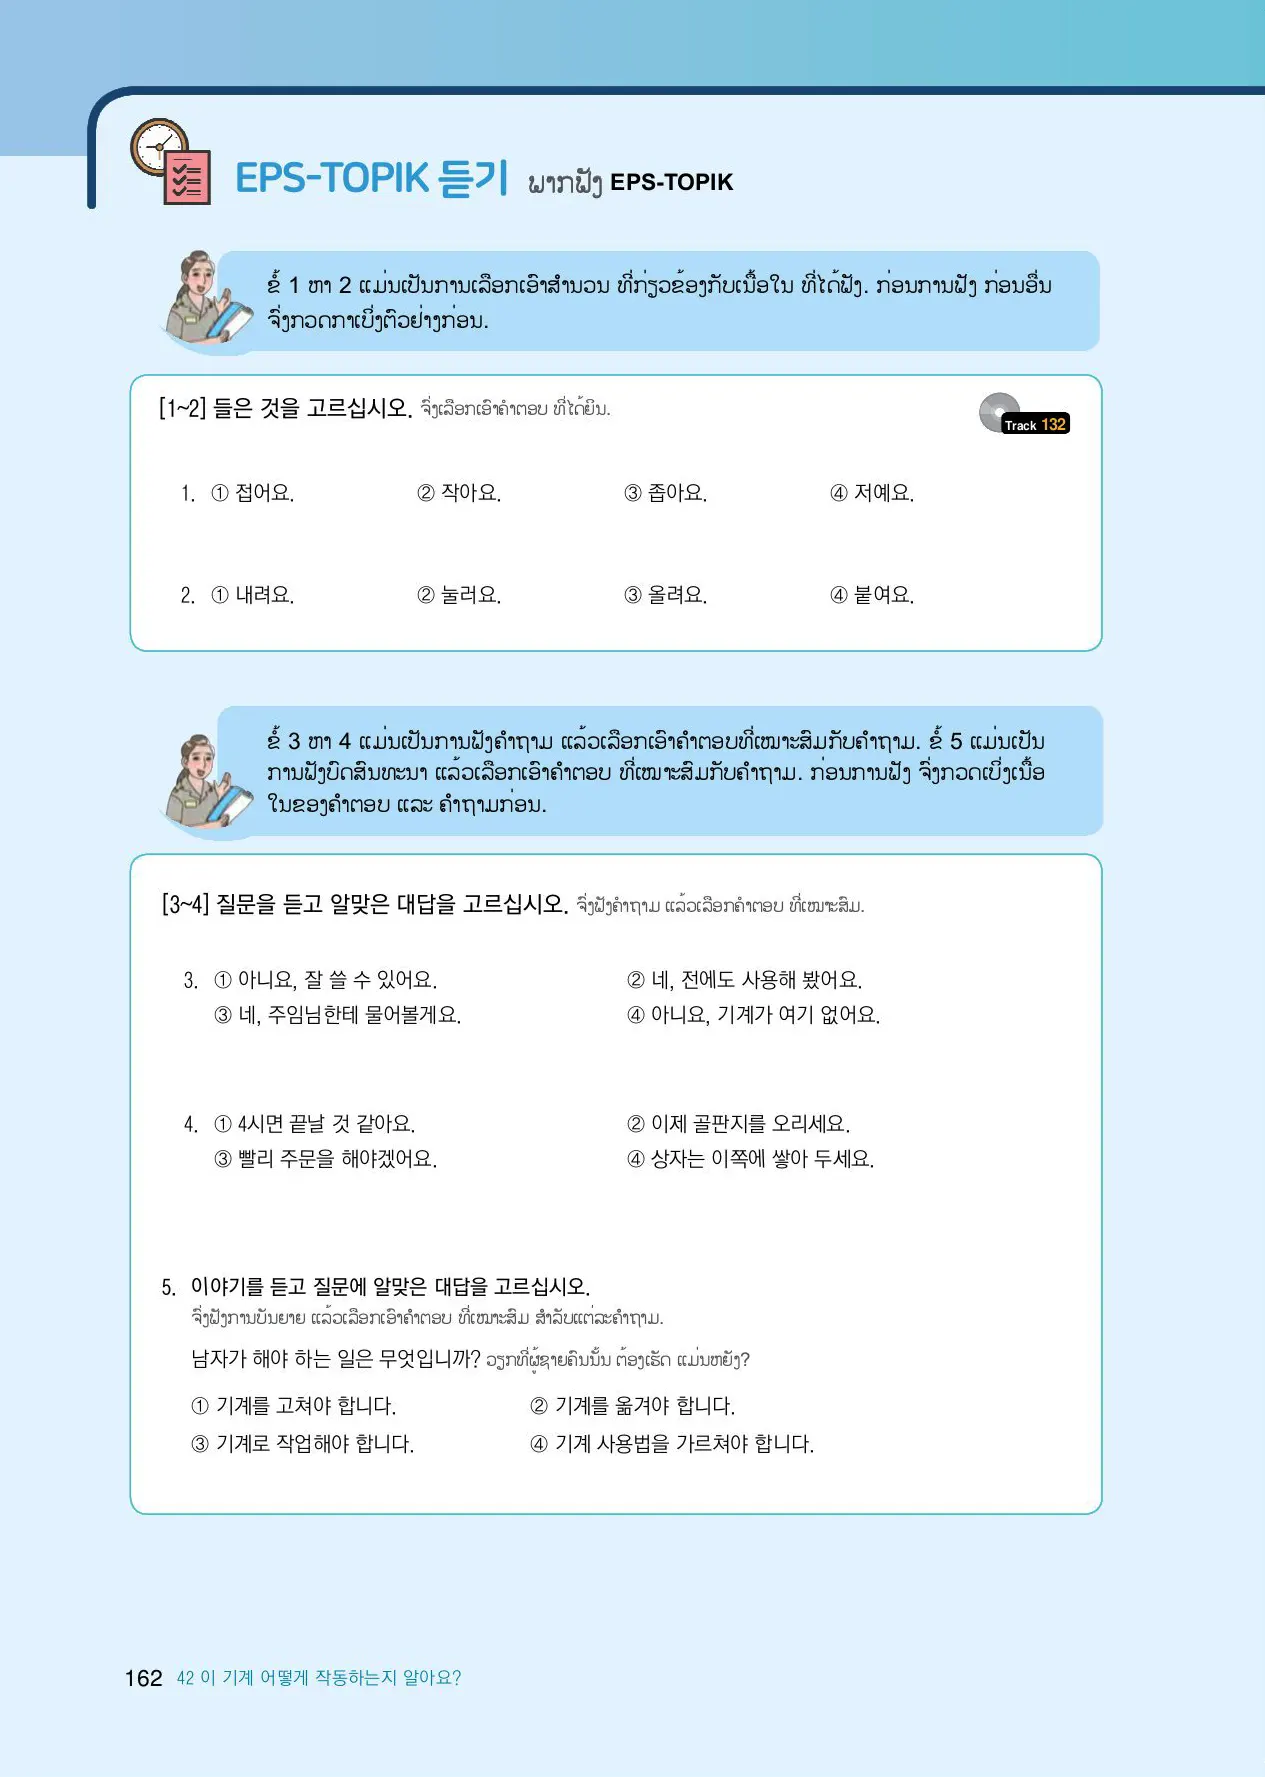 EPS-TOPIK 듣기 ພາກຟັງ EPS-TOPIK
ຂໍ້ 1 ຫາ 2 ແມ່ນເປັນການເລືອກເອົາສຳນວນ ທີ່ກ່ຽວຂ້ອງກັບເນື້ອໃນ ທີ່ໄດ້ຟັງ. ກ່ອນການຟັງ ກ່ອນອື່ນ
ຈົ່ງກວດກາເບິ່ງຕົວຢ່າງກ່ອນ.
[1~2] 들은 것을 고르십시오. ຈົ່ງເລືອກເອົາຄຳຕອບ ທີ່ໄດ້ຍິນ.
Track 132
1. ① 접어요. ② 작아요. ③ 좁아요. ④ 저예요.
2. ① 내려요. ② 눌러요. ③ 올려요. ④ 붙여요.
ຂໍ້ 3 ຫາ 4 ແມ່ນເປັນການຟັງຄຳຖາມ ແລ້ວເລືອກເອົາຄຳຕອບທີ່ເໝາະສົມກັບຄຳຖາມ. ຂໍ້ 5 ແມ່ນເປັນ
ການຟັງບົດສົນທະນາ ແລ້ວເລືອກເອົາຄຳຕອບ ທີ່ເໝາະສົມກັບຄຳຖາມ. ກ່ອນການຟັງ ຈົ່ງກວດເບິ່ງເນື້ອ
ໃນຂອງຄຳຕອບ ແລະ ຄຳຖາມກ່ອນ.
[3~4] 질문을 듣고 알맞은 대답을 고르십시오. ຈົ່ງຟັງຄຳຖາມ ແລ້ວເລືອກຄຳຕອບ ທີ່ເໝາະສົມ.
3. ① 아니요, 잘 쓸 수 있어요. ② 네, 전에도 사용해 봤어요.
③ 네, 주임님한테 물어볼게요. ④ 아니요, 기계가 여기 없어요.
4. ① 4시면 끝날 것 같아요. ② 이제 골판지를 오리세요.
③ 빨리 주문을 해야겠어요. ④ 상자는 이쪽에 쌓아 두세요.
5. 이야기를 듣고 질문에 알맞은 대답을 고르십시오.
ຈົ່ງຟັງການບັນຍາຍ ແລ້ວເລືອກເອົາຄຳຕອບ ທີ່ເໝາະສົມ ສຳລັບແຕ່ລະຄຳຖາມ.
남자가 해야 하는 일은 무엇입니까? ວຽກທີ່ຜູ້ຊາຍຄົນນັ້ນ ຕ້ອງເຮັດ ແມ່ນຫຍັງ?
① 기계를 고쳐야 합니다. ② 기계를 옮겨야 합니다.
③ 기계로 작업해야 합니다. ④ 기계 사용법을 가르쳐야 합니다.
162 42 이 기계 어떻게 작동하는지 알아요?